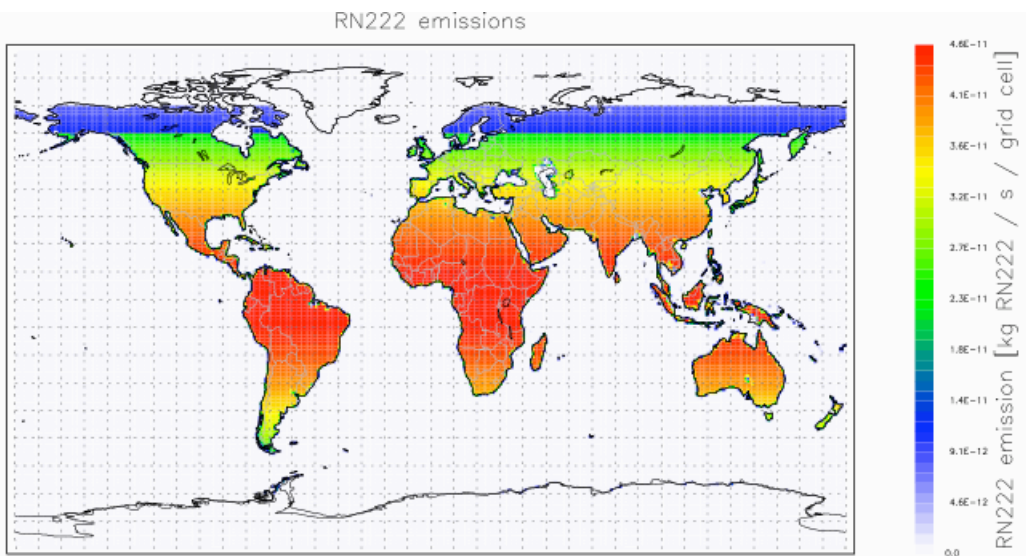 RN222 emissions
4.6E-11
4.1E-11
3.6E-11
3.2E-11
2.7E-11
2.3E-11
1.8E-11
1.4E-11
9.1E-12
4.6E-12
0.0
RN222 emission [kg RN222 / s / grid cell]